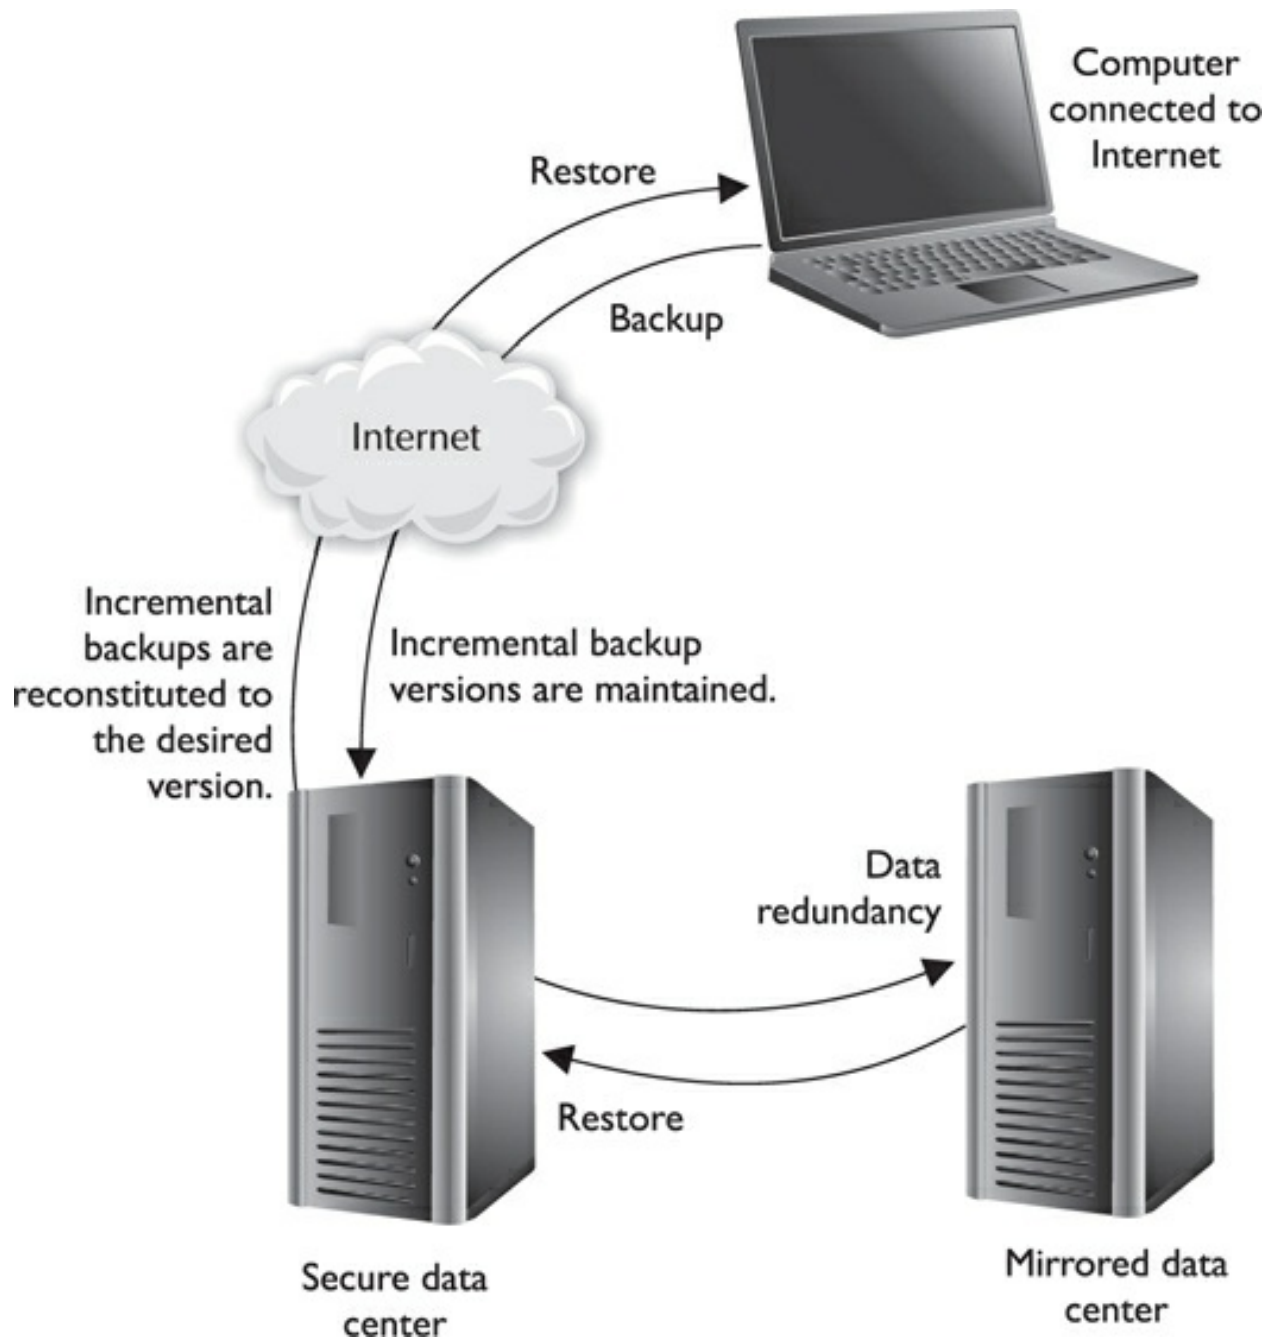 Computer
connected to
Internet
Restore
Backup
Internet
Incremental
backups are
reconstituted to
the desired
version.
Incremental backup
versions are maintained.
Data
redundancy
Restore
Secure data
center
Mirrored data
center